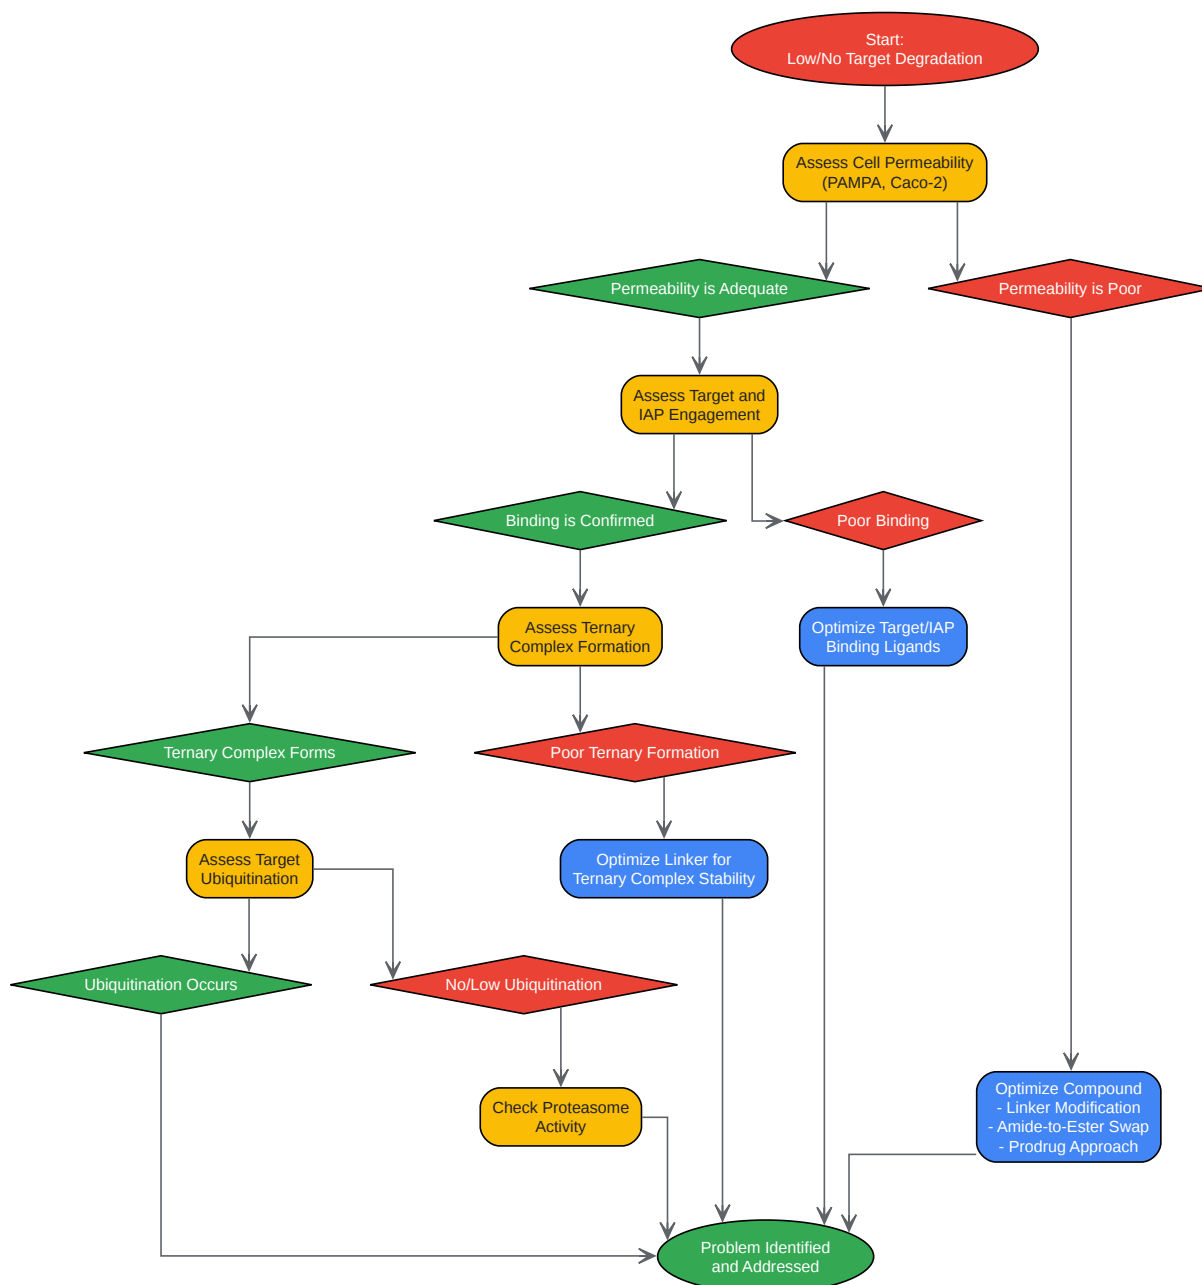 Start:
Low/No Target Degradation
Assess Cell Permeability
(PAMPA, Caco-2)
Permeability is Adequate
Permeability is Poor
Assess Target and
IAP Engagement
Binding is Confirmed
Poor Binding
Assess Ternary
Complex Formation
Optimize Target/IAP
Binding Ligands
Ternary Complex Forms
Poor Ternary Formation
Assess Target
Ubiquitination
Optimize Linker for
Ternary Complex Stability
Ubiquitination Occurs
No/Low Ubiquitination
Check Proteasome
Activity
Optimize Compound
- Linker Modification
- Amide-to-Ester Swap
- Prodrug Approach
Problem Identified
and Addressed